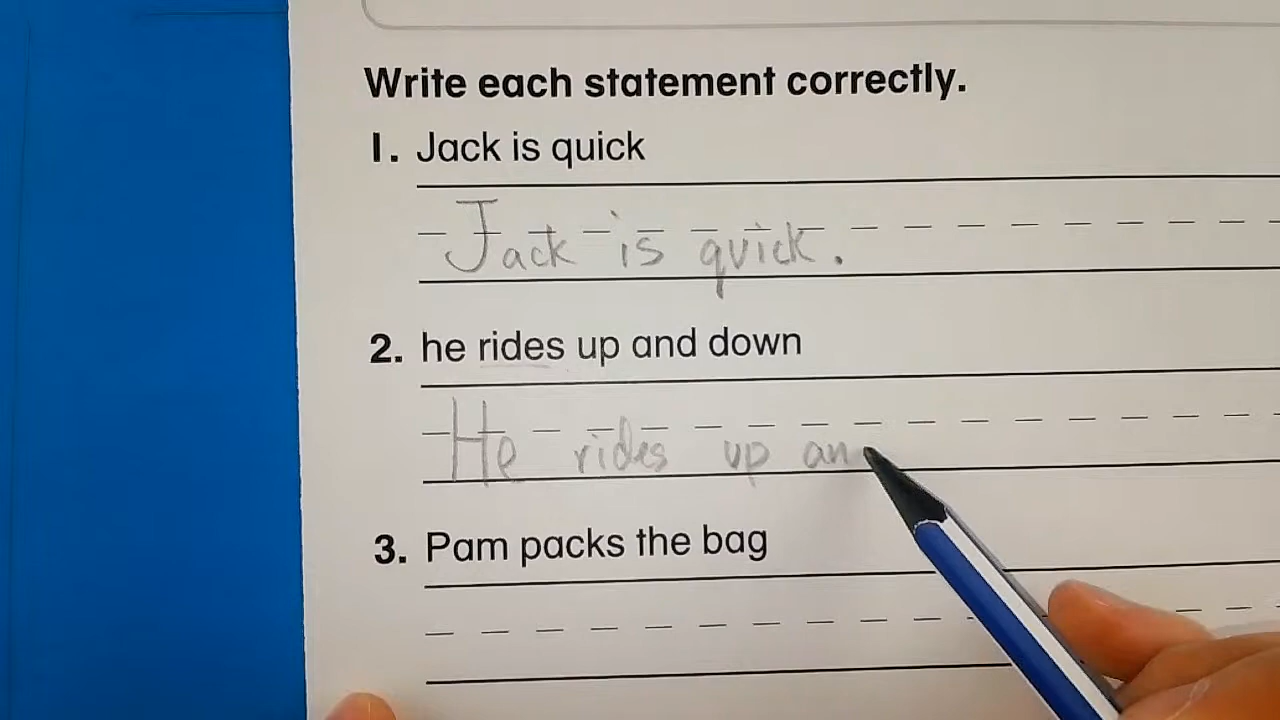 Write each statement correctly.
1. Jack is quick
Jack is quick.
2. he rides up and down
He rides up an
3. Pam packs the bag